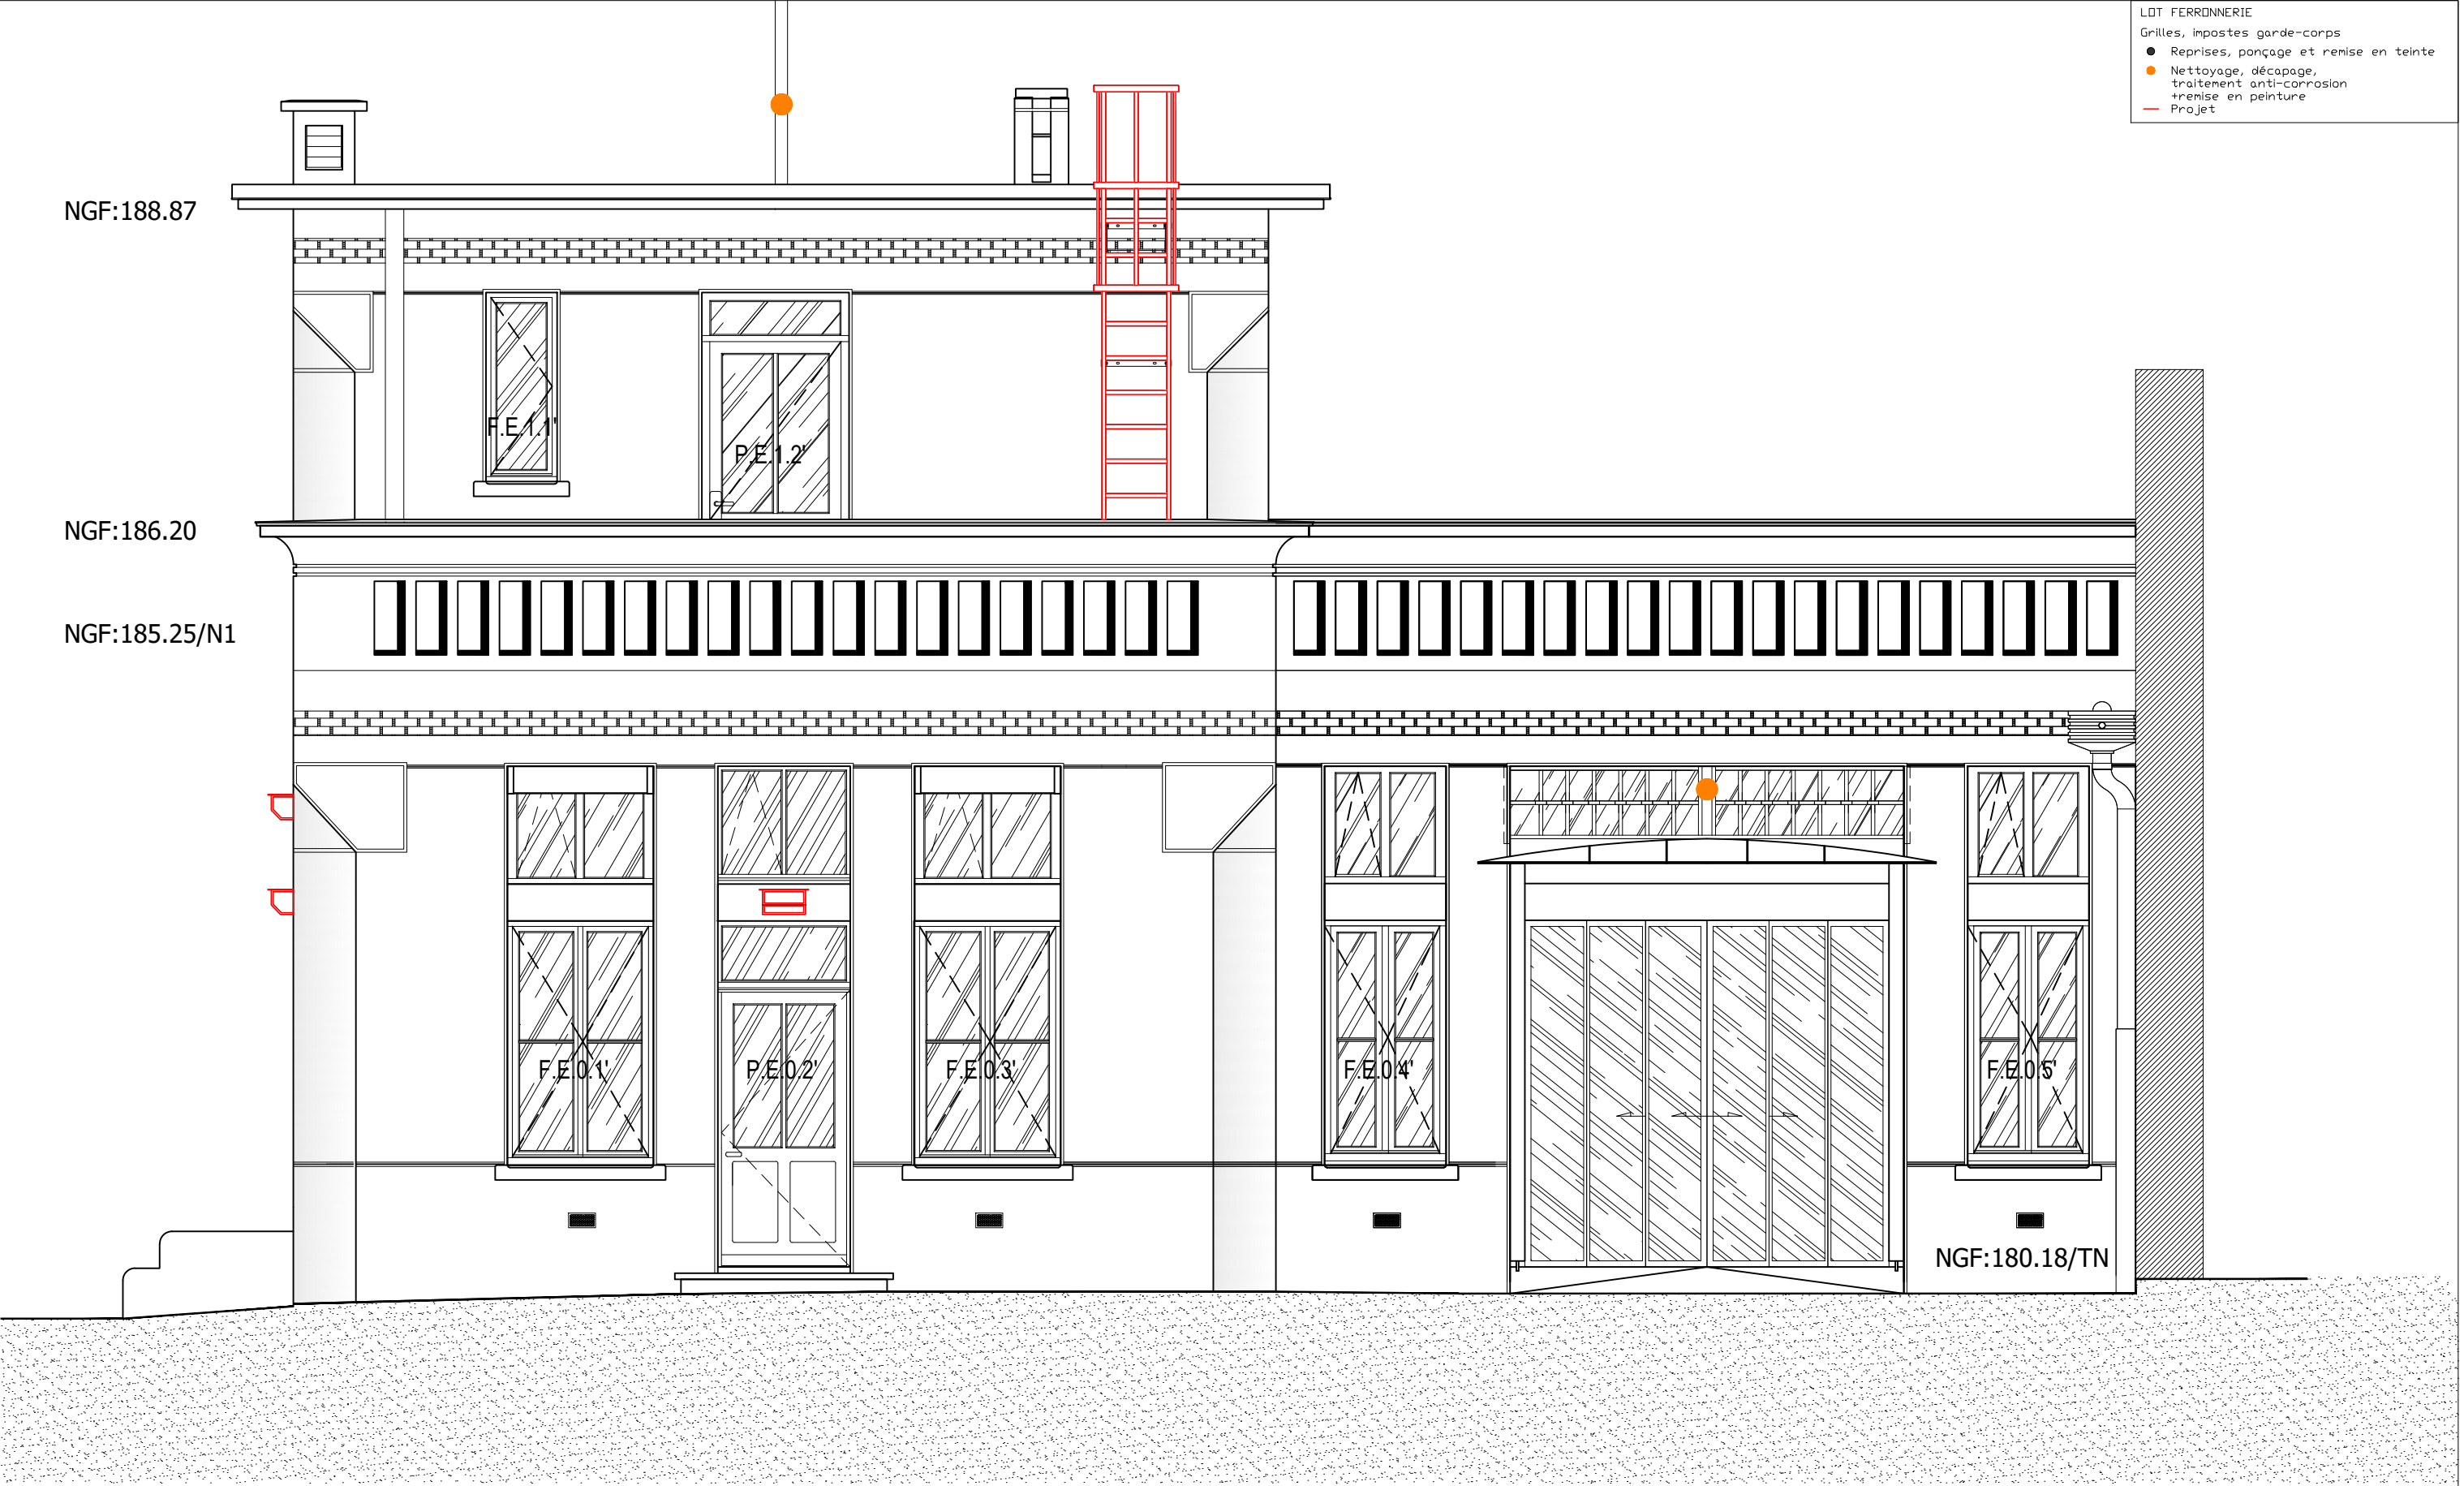 LOT FERRONNERIE
Grilles, impostes garde-corps
Reprises, ponçage et remise en teinte
Nettoyage, décapage,
traitement anti-corrosion
+remise en peinture
Projet
NGF:188.87
F.E.1.1'
P.E.1.2'
NGF:186.20
NGF:185.25/N1
F.E.0.1'
P.E.0.2'
F.E.0.3'
F.E.0.4'
F.E.0.5'
NGF:180.18/TN